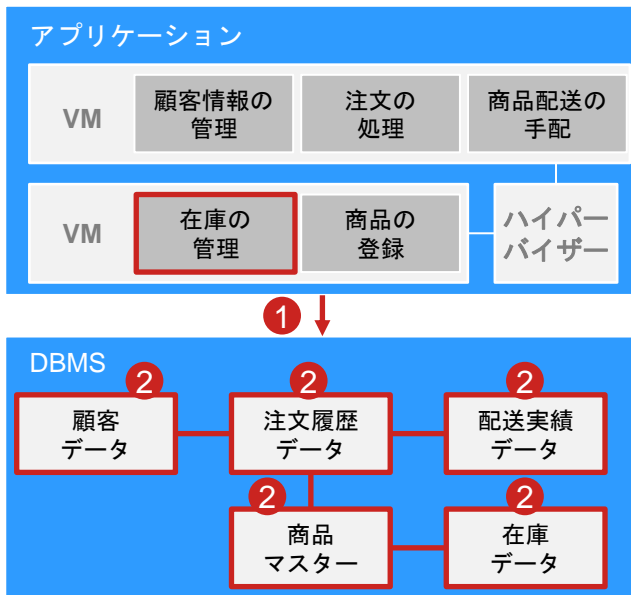 アプリケーション
VM
顧客情報の
管理
注文の
処理
商品配送の
手配
VM
在庫の
管理
商品の
登録
ハイパー
バイザー
1
DBMS
2
顧客
データ
2
注文履歴
データ
2
配送実績
データ
2
商品
マスター
2
在庫
データ